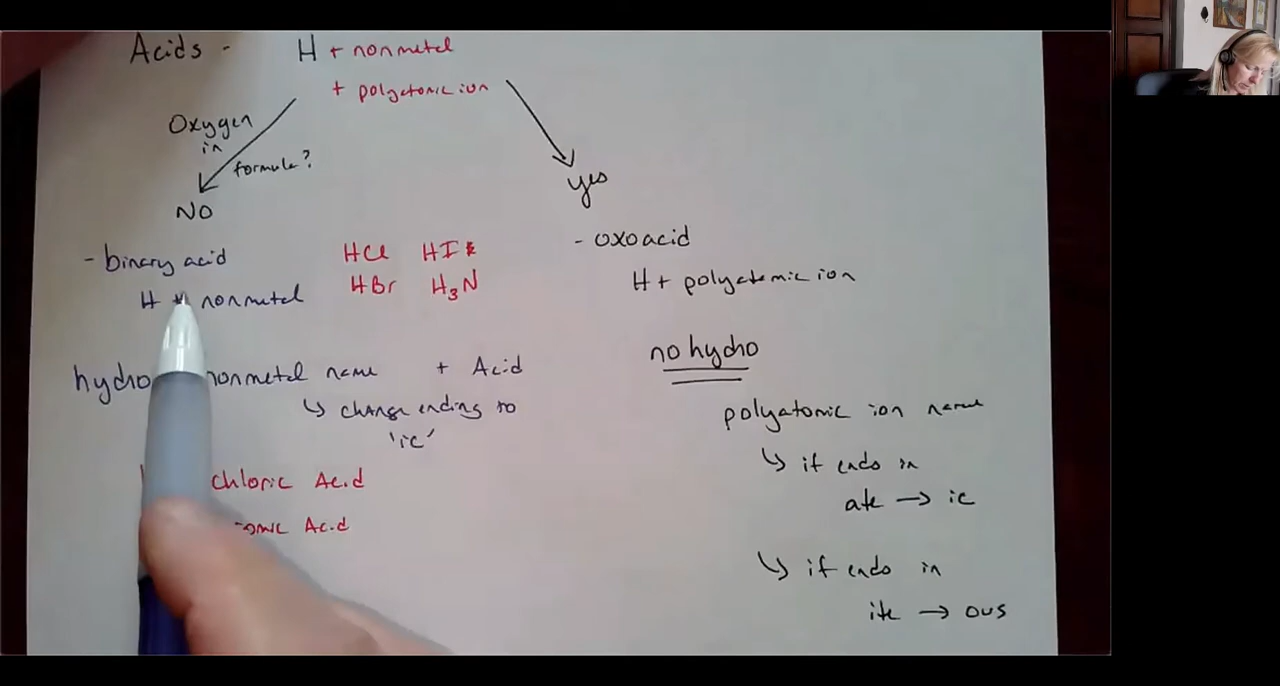 Acids - H + nonmetal
+ polyatomic ion
Oxygen
in
formula?
NO
yes
- binary acid
H + nonmetal
HCl HI
HBr H3N
- oxoacid
H + polyatomic ion
hydro nonmetal name + Acid
↳ change ending to
'ic'
chloric Acid
omic Acid
no hydro
polyatomic ion name
↳ if ends in
ate → ic
↳ if ends in
ite → ous